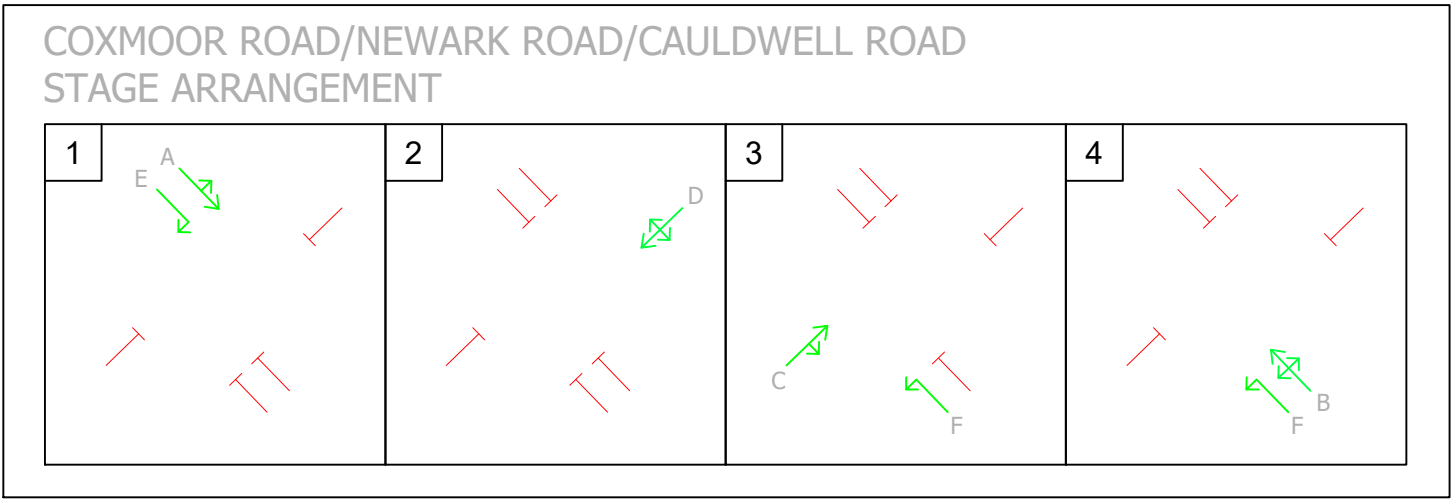 COXMOOR ROAD/NEWARK ROAD/CAULDWELL ROAD
STAGE ARRANGEMENT
1
A
E
2
D
3
C
F
4
B
F